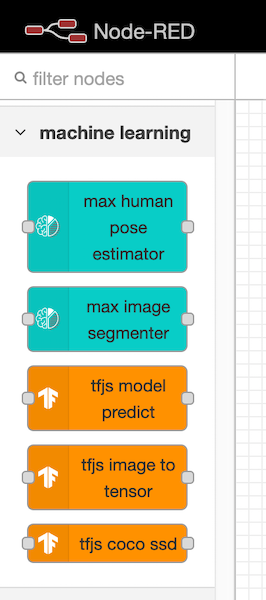 Node-RED
filter nodes
machine learning
max human
pose
estimator
max image
segmenter
tfjs model
predict
tfjs image to
tensor
tfjs coco ssd